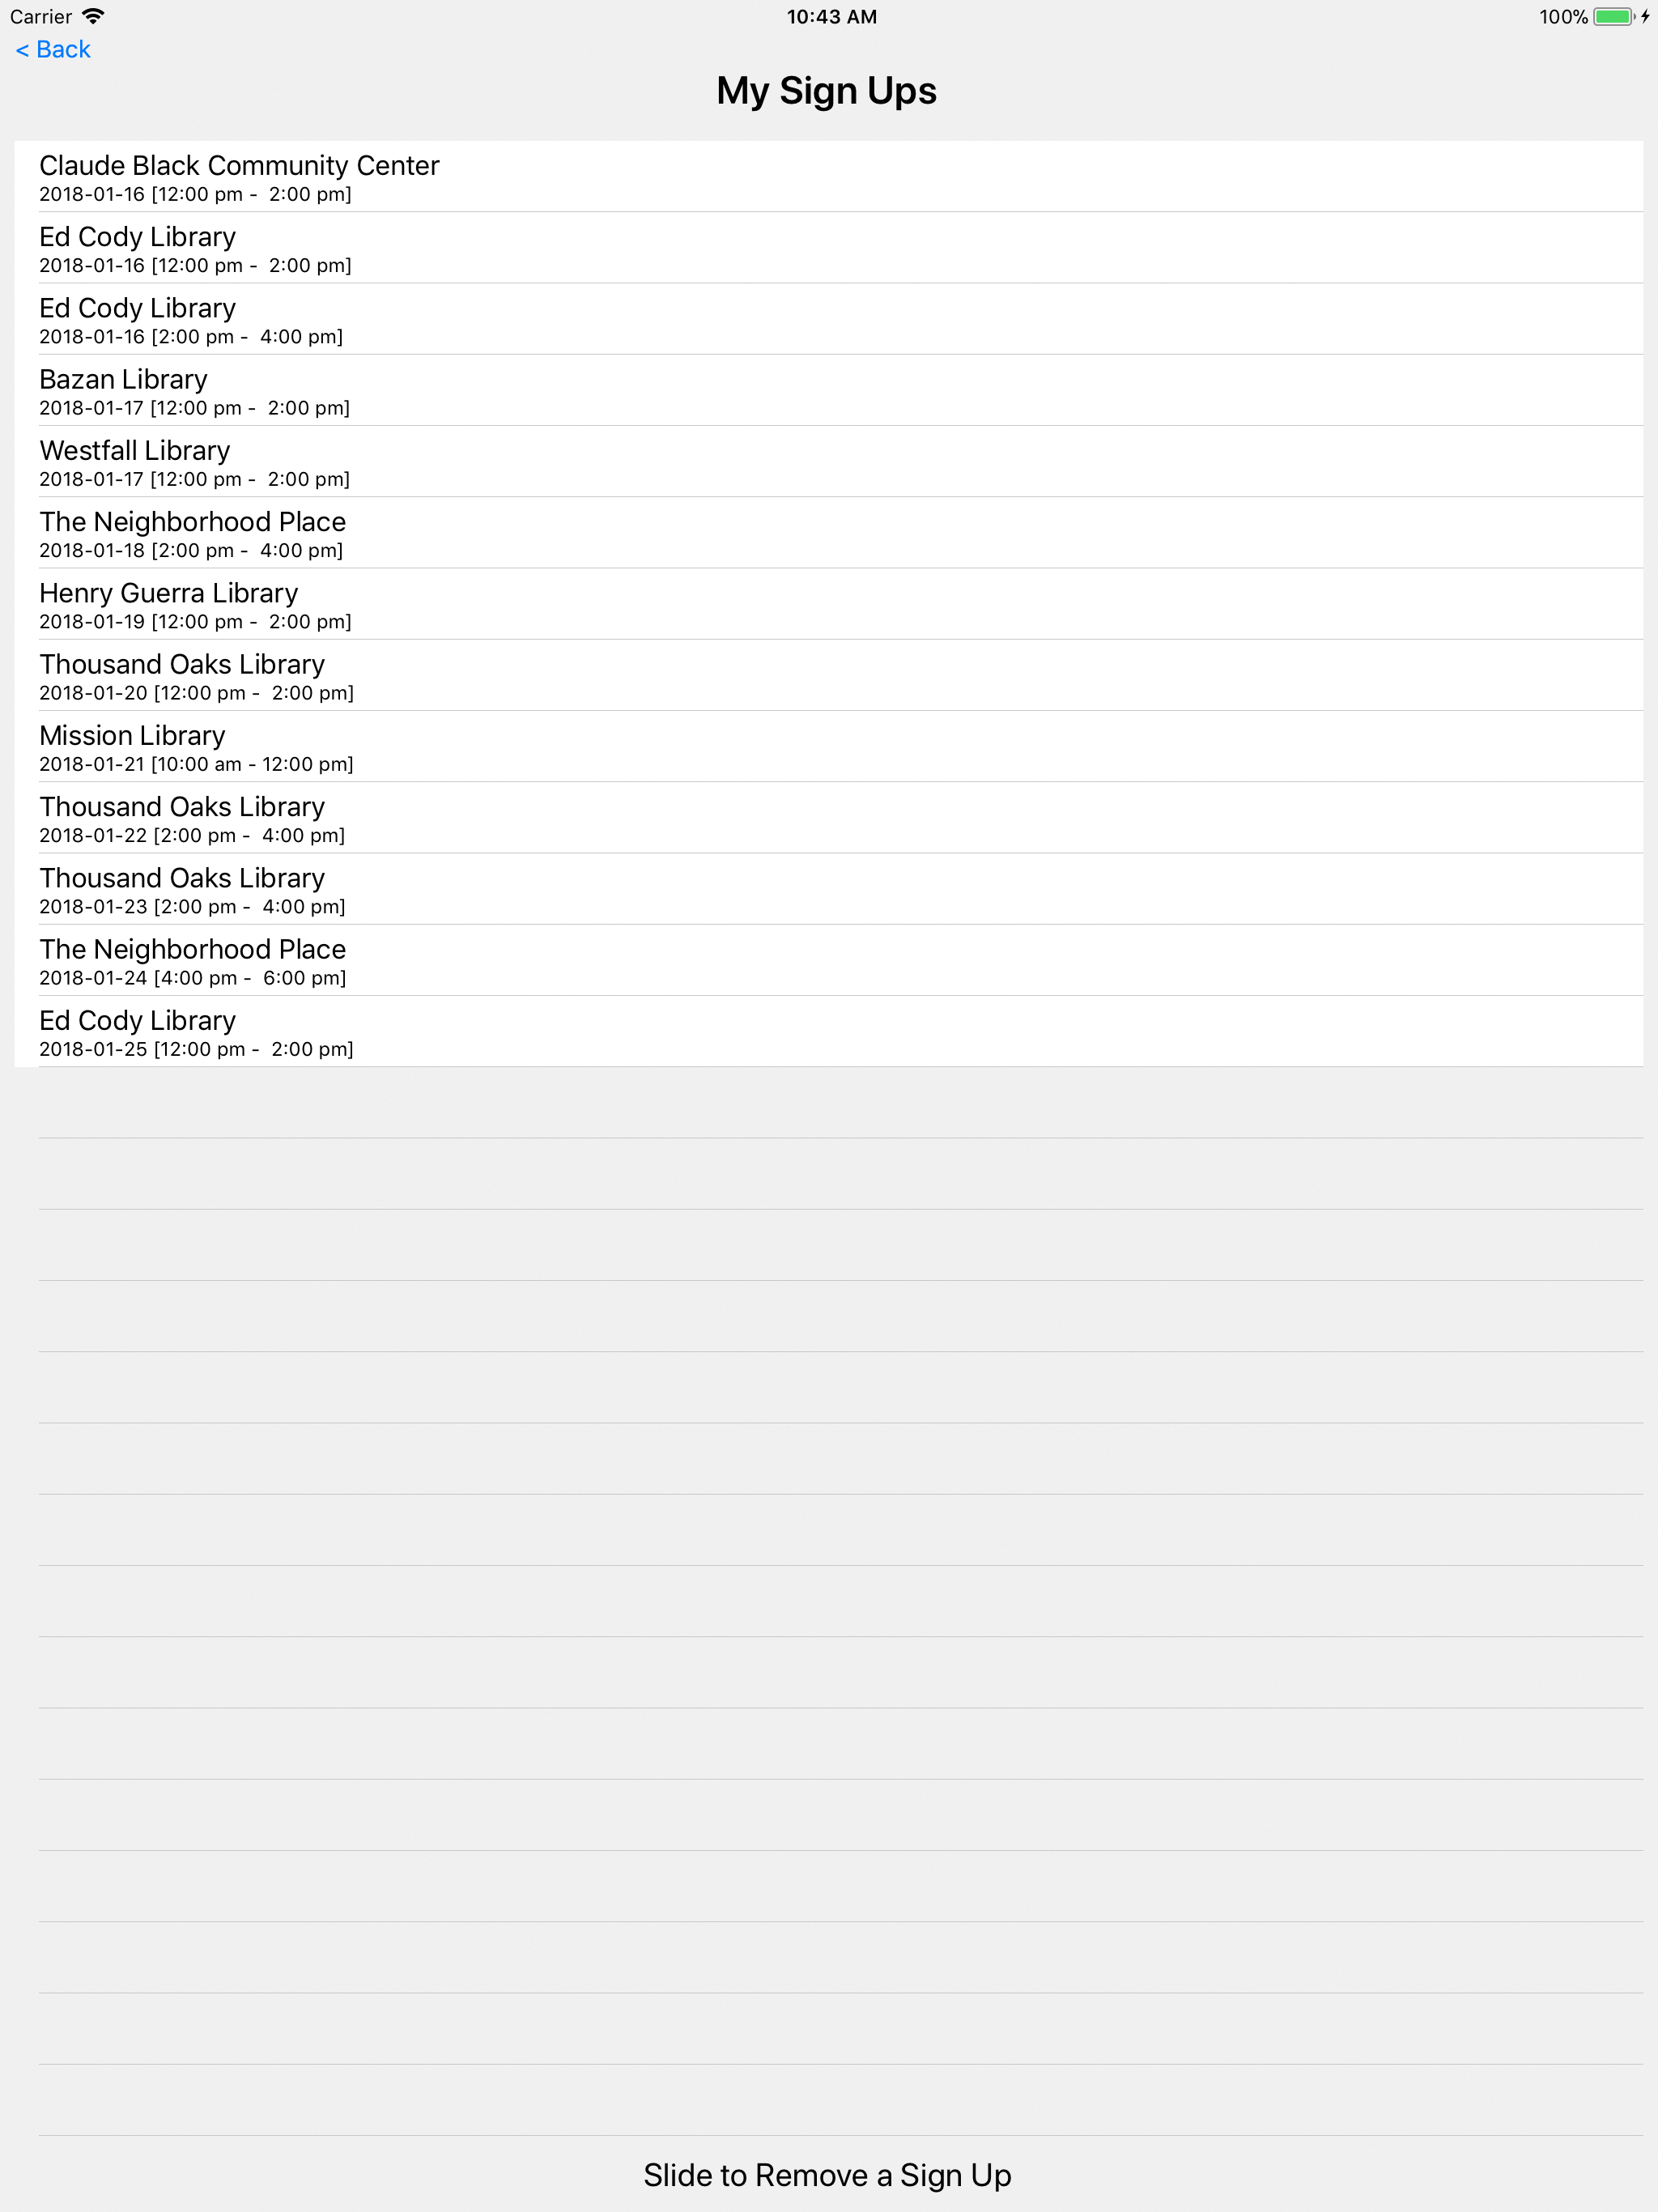 Carrier
10:43 AM
100%
< Back
My Sign Ups
Claude Black Community Center
2018-01-16 [12:00 pm -  2:00 pm]
Ed Cody Library
2018-01-16 [12:00 pm -  2:00 pm]
Ed Cody Library
2018-01-16 [2:00 pm -  4:00 pm]
Bazan Library
2018-01-17 [12:00 pm -  2:00 pm]
Westfall Library
2018-01-17 [12:00 pm -  2:00 pm]
The Neighborhood Place
2018-01-18 [2:00 pm -  4:00 pm]
Henry Guerra Library
2018-01-19 [12:00 pm -  2:00 pm]
Thousand Oaks Library
2018-01-20 [12:00 pm -  2:00 pm]
Mission Library
2018-01-21 [10:00 am - 12:00 pm]
Thousand Oaks Library
2018-01-22 [2:00 pm -  4:00 pm]
Thousand Oaks Library
2018-01-23 [2:00 pm -  4:00 pm]
The Neighborhood Place
2018-01-24 [4:00 pm -  6:00 pm]
Ed Cody Library
2018-01-25 [12:00 pm -  2:00 pm]
Slide to Remove a Sign Up